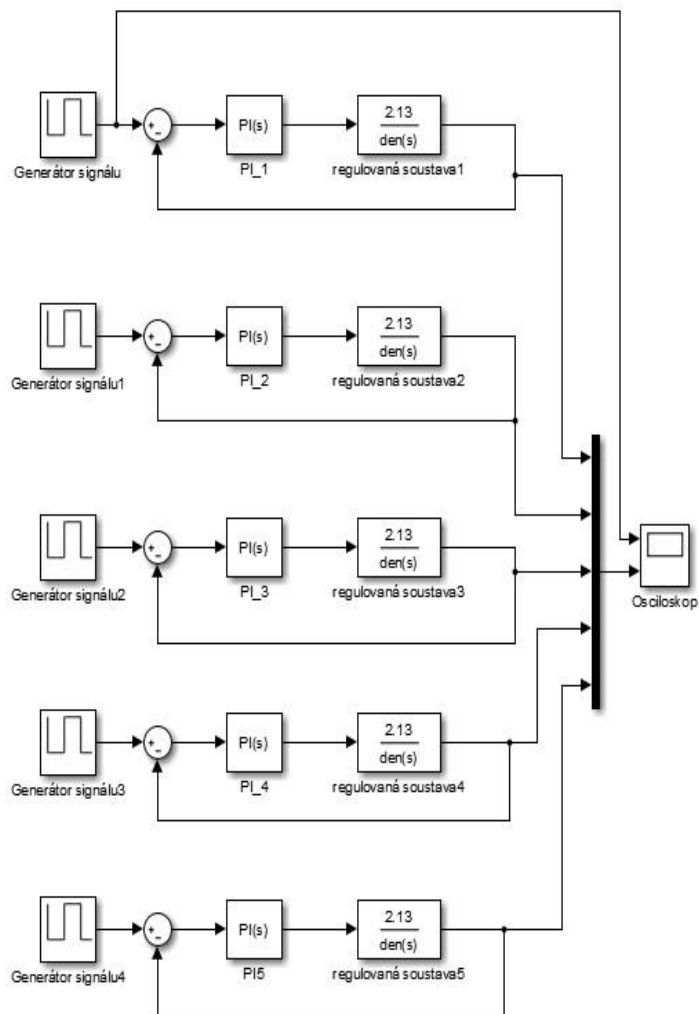 2.13
PI(s)
den(s)
Generátor signálu
PI_1
regulovaná soustava1
2.13
PI(s)
den(s)
Generátor signálu1
PI_2
regulovaná soustava2
2.13
PI(s)
den(s)
Generátor signálu2
PI_3
regulovaná soustava3
Osciloskop
2.13
PI(s)
den(s)
Generátor signálu3
PI_4
regulovaná soustava4
2.13
PI(s)
den(s)
Generátor signálu4
PI5
regulovaná soustava5